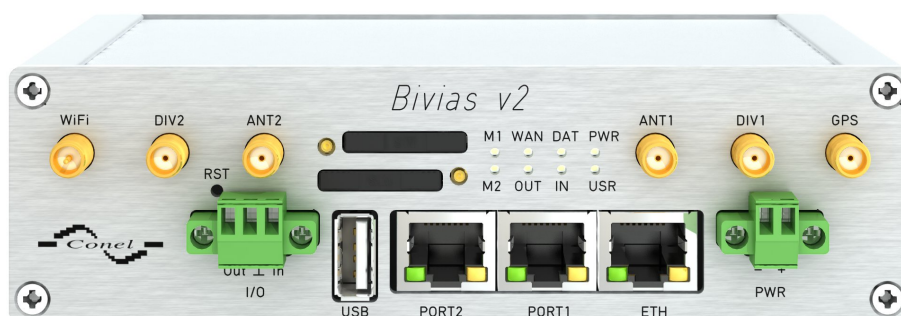 Bivias v2
WiFi DIV2 ANT2 M1 WAN DAT PWR ANT1 DIV1 GPS
M2 OUT IN USR
RST
Conel
Out ⊥ In
- +
I/O
PWR
USB PORT2 PORT1 ETH